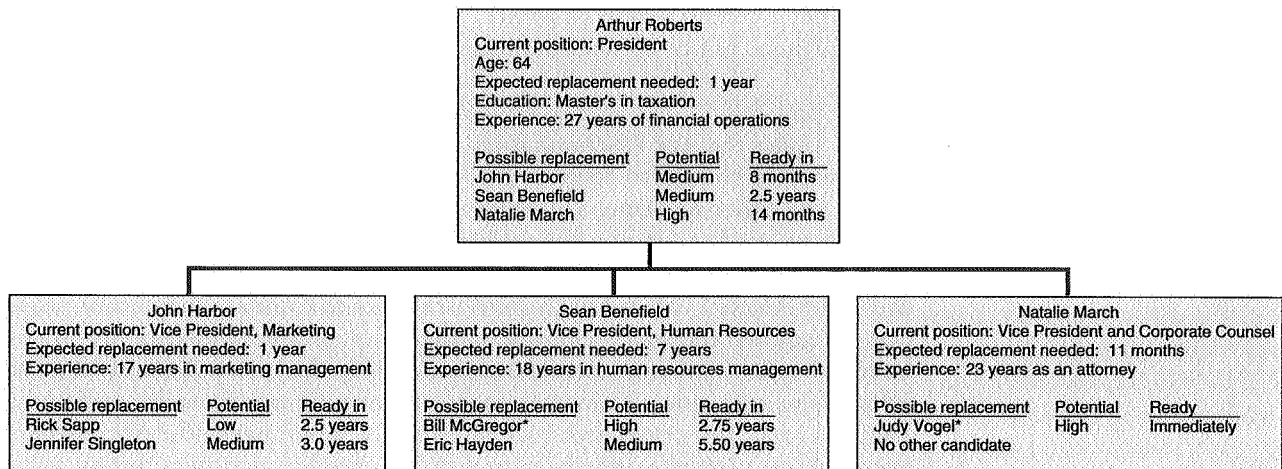 Arthur Roberts
Current position: President
Age: 64
Expected replacement needed: 1 year
Education: Master's in taxation
Experience: 27 years of financial operations
Possible replacement Potential Ready in
John Harbor Medium 8 months
Sean Benefield Medium 2.5 years
Natalie March High 14 months
John Harbor
Current position: Vice President, Marketing
Expected replacement needed: 1 year
Experience: 17 years in marketing management
Possible replacement Potential Ready in
Rick Sapp Low 2.5 years
Jennifer Singleton Medium 3.0 years
Sean Benefield
Current position: Vice President, Human Resources
Expected replacement needed: 7 years
Experience: 18 years in human resources management
Possible replacement Potential Ready in
Bill McGregor* High 2.75 years
Eric Hayden Medium 5.50 years
Natalie March
Current position: Vice President and Corporate Counsel
Expected replacement needed: 11 months
Experience: 23 years as an attorney
Possible replacement Potential Ready
Judy Vogel* High Immediately
No other candidate